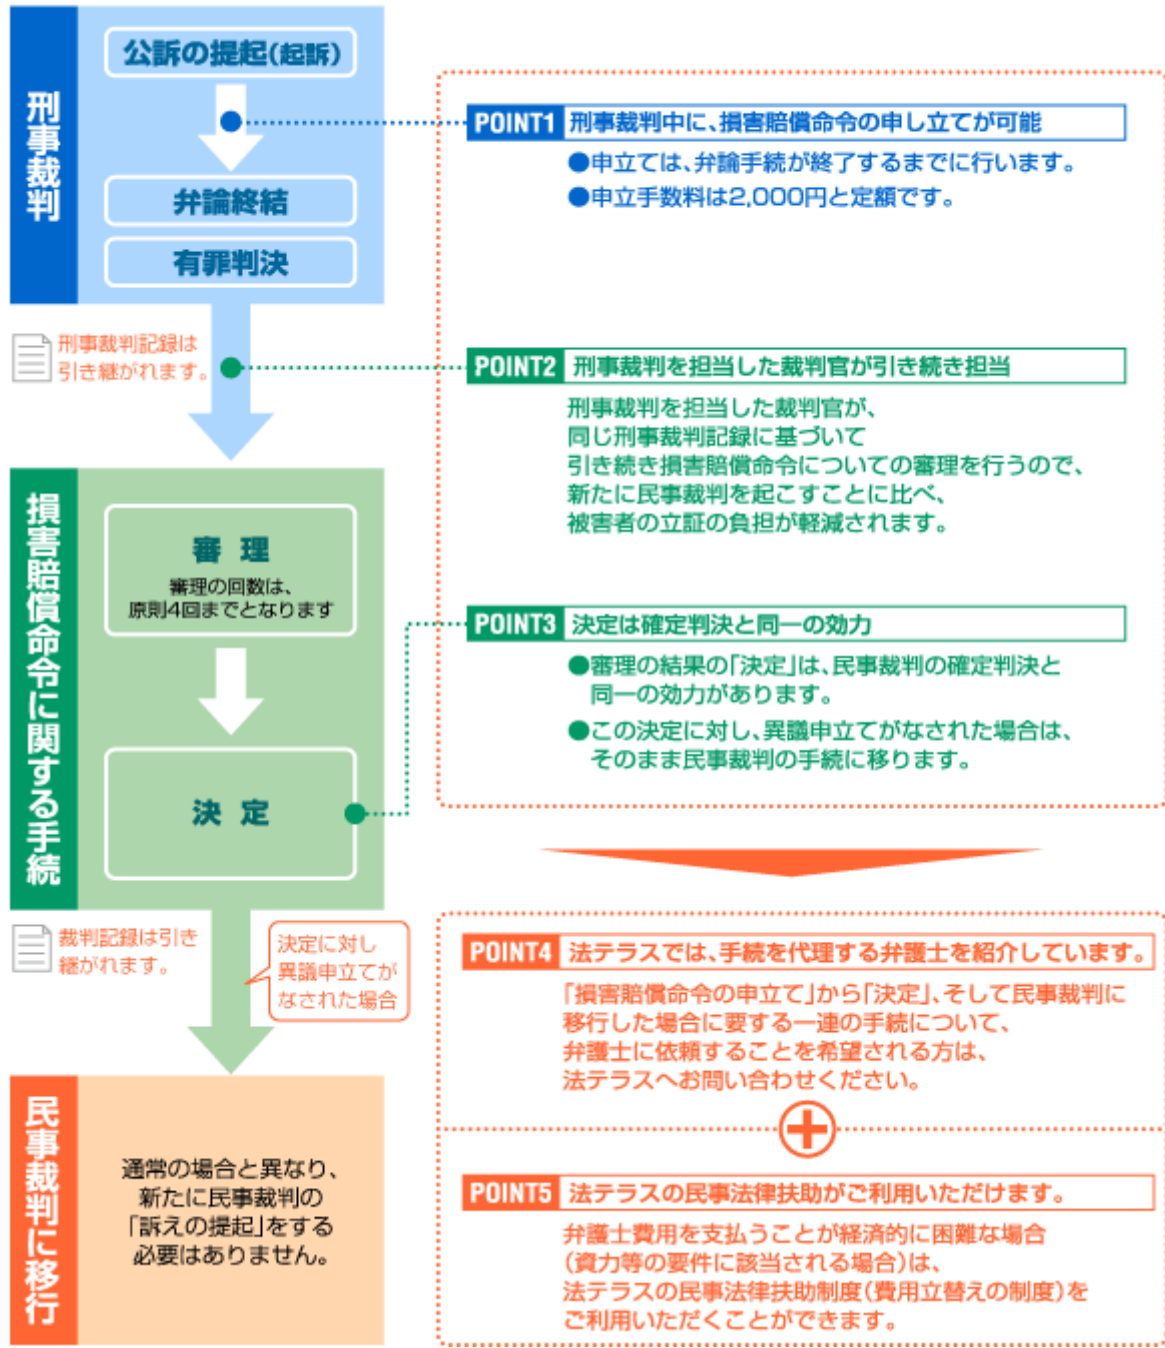 刑事裁判
公訴の提起(起訴)
弁論終結
有罪判決
刑事裁判記録は
引き継がれます。
損害賠償命令に関する手続
審理
審理の回数は、
原則4回までとなります
決定
裁判記録は引き
継がれます。
決定に対し
異議申立てが
なされた場合
民事裁判に移行
通常の場合と異なり、
新たに民事裁判の
「訴えの提起」をする
必要はありません。
POINT1 刑事裁判中に、損害賠償命令の申し立てが可能
●申立ては、弁論手続が終了するまでに行います。
●申立手数料は2,000円と定額です。
POINT2 刑事裁判を担当した裁判官が引き続き担当
刑事裁判を担当した裁判官が、
同じ刑事裁判記録に基づいて
引き続き損害賠償命令についての審理を行うので、
新たに民事裁判を起こすことに比べ、
被害者の立証の負担が軽減されます。
POINT3 決定は確定判決と同一の効力
●審理の結果の「決定」は、民事裁判の確定判決と
同一の効力があります。
●この決定に対し、異議申立てがなされた場合は、
そのまま民事裁判の手続に移ります。
POINT4 法テラスでは、手続を代理する弁護士を紹介しています。
「損害賠償命令の申立て」から「決定」、そして民事裁判に
移行した場合に要する一連の手続について、
弁護士に依頼することを希望される方は、
法テラスへお問い合わせください。
POINT5 法テラスの民事法律扶助がご利用いただけます。
弁護士費用を支払うことが経済的に困難な場合
(資力等の要件に該当される場合)は、
法テラスの民事法律扶助制度(費用立替えの制度)を
ご利用いただくことができます。